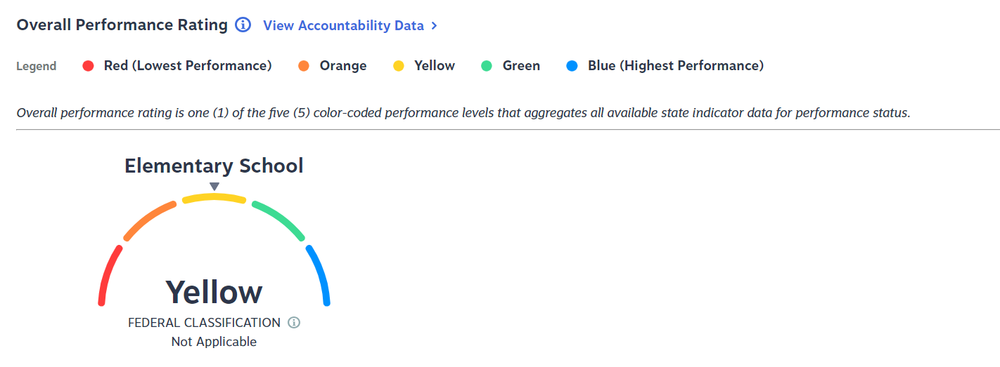 Overall Performance Rating View Accountability Data
Legend Red (Lowest Performance) Orange Yellow Green Blue (Highest Performance)
Overall performance rating is one (1) of the five (5) color-coded performance levels that aggregates all available state indicator data for performance status.
Elementary School
Yellow
FEDERAL CLASSIFICATION
Not Applicable